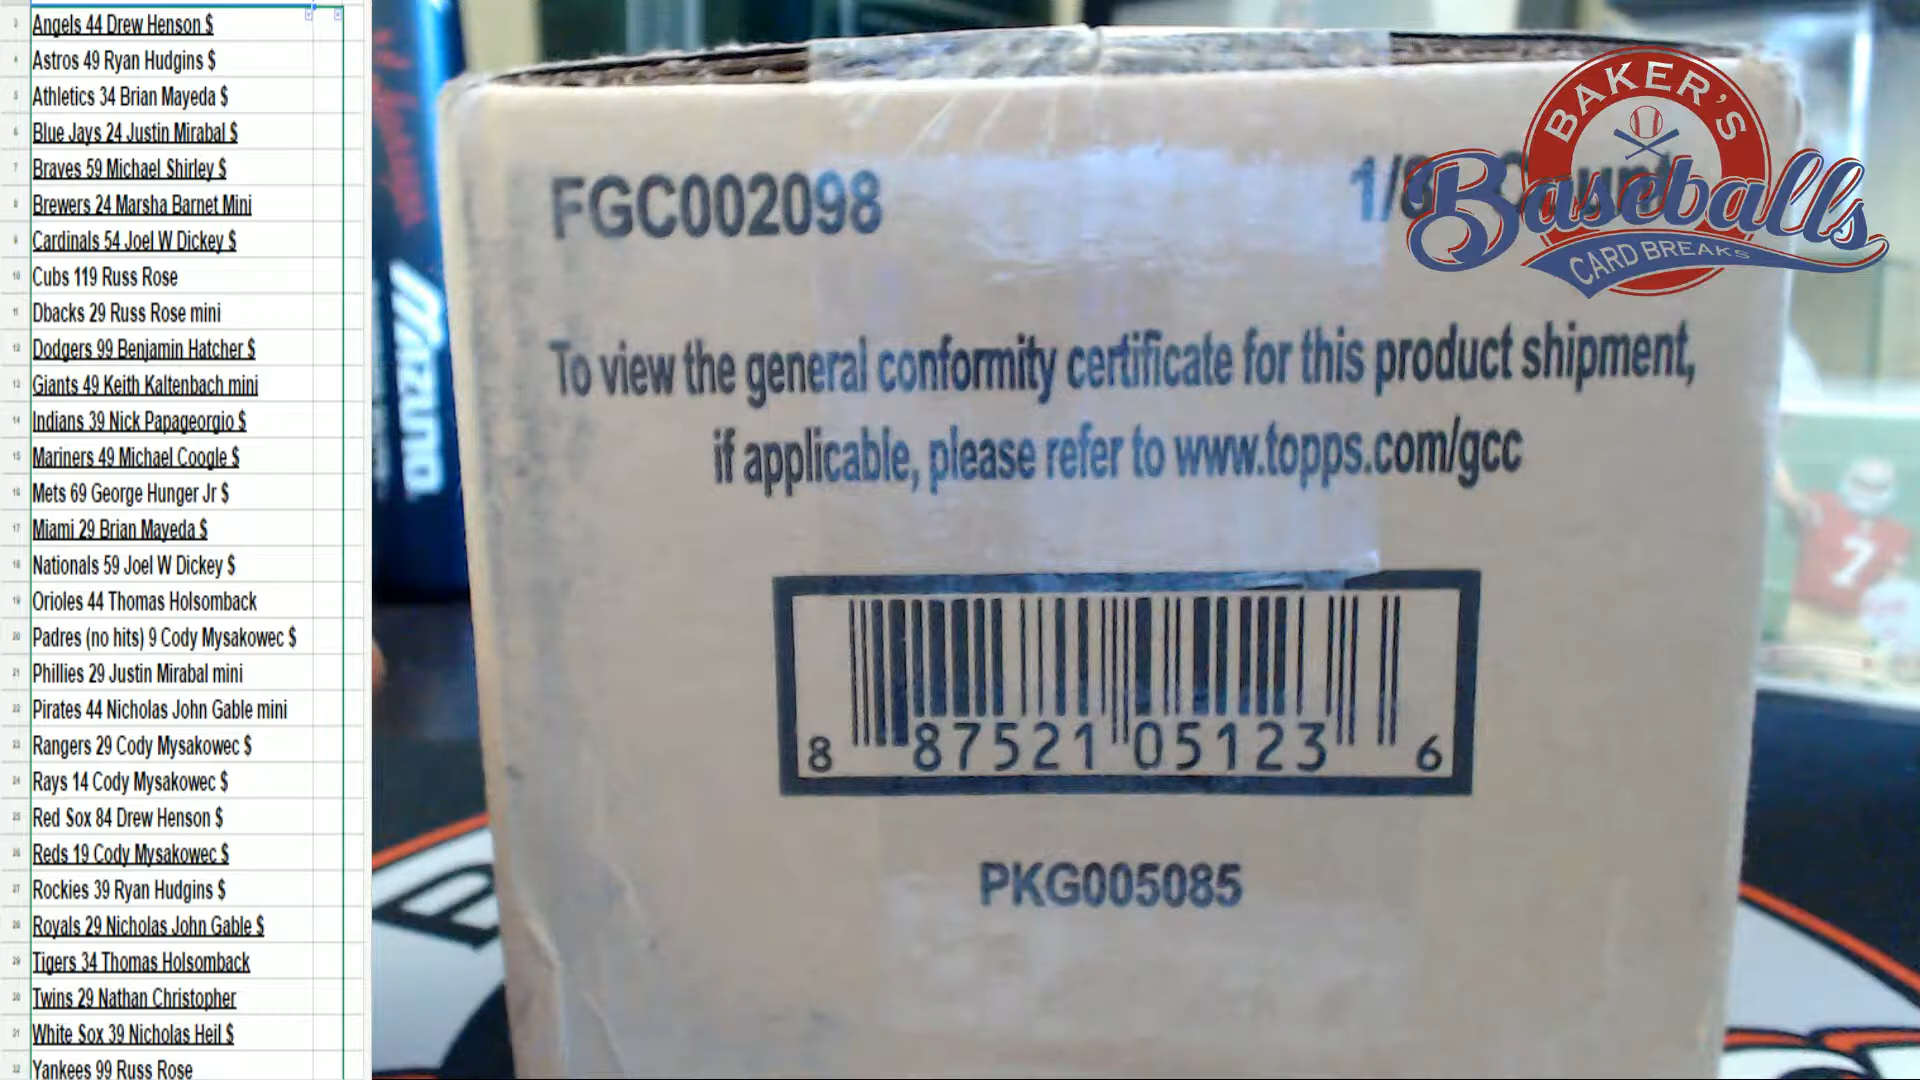 Angels 44 Drew Henson $
Astros 49 Ryan Hudgins $
Athletics 34 Brian Mayeda $
Blue Jays 24 Justin Mirabal $
Braves 59 Michael Shirley $
Brewers 24 Marsha Barnet Mini
Cardinals 54 Joel W Dickey $
Cubs 119 Russ Rose
Dbacks 29 Russ Rose mini
Dodgers 99 Benjamin Hatcher $
Giants 49 Keith Kaltenbach mini
Indians 39 Nick Papageorgio $
Mariners 49 Michael Coogle $
Mets 69 George Hunger Jr $
Miami 29 Brian Mayeda $
Nationals 59 Joel W Dickey $
Orioles 44 Thomas Holsomback
Padres (no hits) 9 Cody Mysakowec $
Phillies 29 Justin Mirabal mini
Pirates 44 Nicholas John Gable mini
Rangers 29 Cody Mysakowec $
Rays 14 Cody Mysakowec $
Red Sox 84 Drew Henson $
Reds 19 Cody Mysakowec $
Rockies 39 Ryan Hudgins $
Royals 29 Nicholas John Gable $
Tigers 34 Thomas Holsomback
Twins 29 Nathan Christopher
White Sox 39 Nicholas Heil $
Yankees 99 Russ Rose
Mizuno
FGC002098
To view the general conformity certificate for this product shipment,
if applicable, please refer to www.topps.com/gcc
8 87521 05123 6
PKG005085
BAKER'S
Baseballs
CARD BREAKS
7